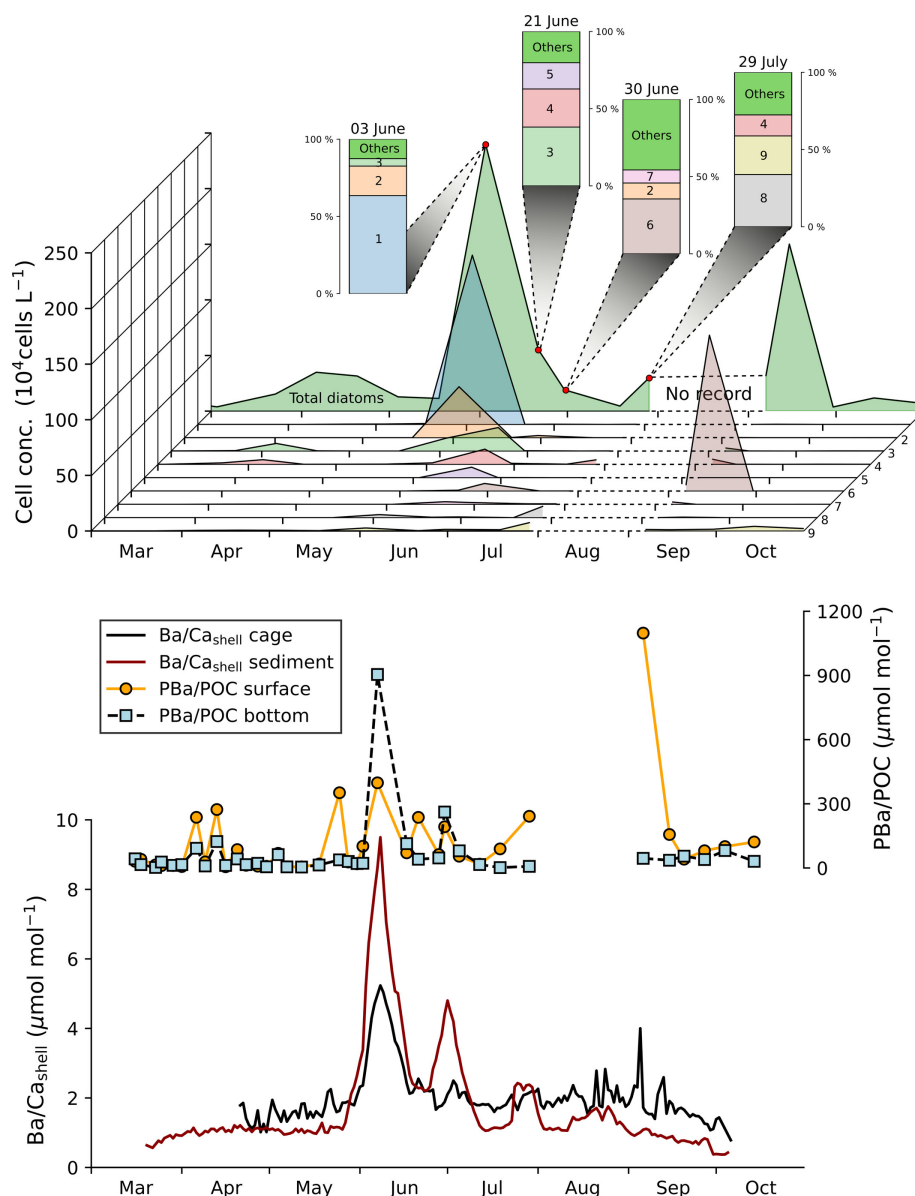 21 June
100 %
Others
5
4
50 %
3
0 %
30 June
100 %
Others
50 %
7
2
6
0 %
29 July
100 %
Others
4
50 %
9
8
0 %
03 June
100 %
Others
3
2
50 %
1
0 %
Cell conc. (10⁴cells L⁻¹)
250
200
150
100
50
0
Total diatoms
No record
2
3
4
5
6
7
8
9
Mar Apr May Jun Jul Aug Sep Oct
Ba/Ca_shell cage
Ba/Ca_shell sediment
PBa/POC surface
PBa/POC bottom
1200
900
600
300
0
PBa/POC (μmol mol⁻¹)
10
8
6
4
2
0
Ba/Ca_shell (μmol mol⁻¹)
Mar Apr May Jun Jul Aug Sep Oct